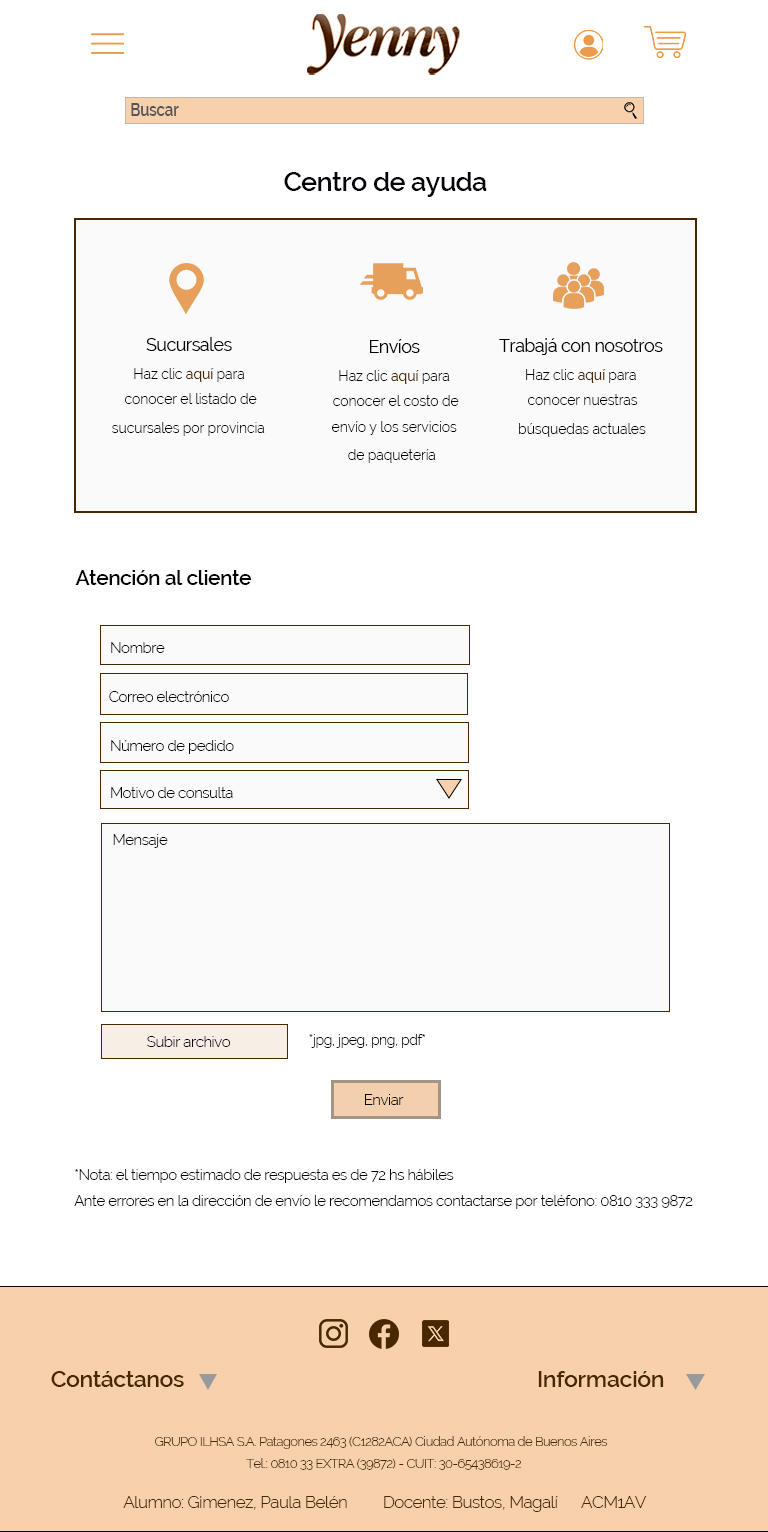 Yenny
Buscar
Centro de ayuda
Sucursales
Haz clic aquí para
conocer el listado de
sucursales por provincia
Envíos
Haz clic aquí para
conocer el costo de
envío y los servicios
de paquetería
Trabajá con nosotros
Haz clic aquí para
conocer nuestras
búsquedas actuales
Atención al cliente
Nombre
Correo electrónico
Número de pedido
Motivo de consulta
Mensaje
Subir archivo
*jpg, jpeg, png, pdf*
Enviar
*Nota: el tiempo estimado de respuesta es de 72 hs hábiles
Ante errores en la dirección de envío le recomendamos contactarse por teléfono: 0810 333 9872
Contáctanos
Información
GRUPO ILHSA S.A. Patagones 2463 (C1282ACA) Ciudad Autónoma de Buenos Aires
Tel.: 0810 33 EXTRA (39872) - CUIT: 30-65438619-2
Alumno: Gimenez, Paula Belén Docente: Bustos, Magalí ACM1AV